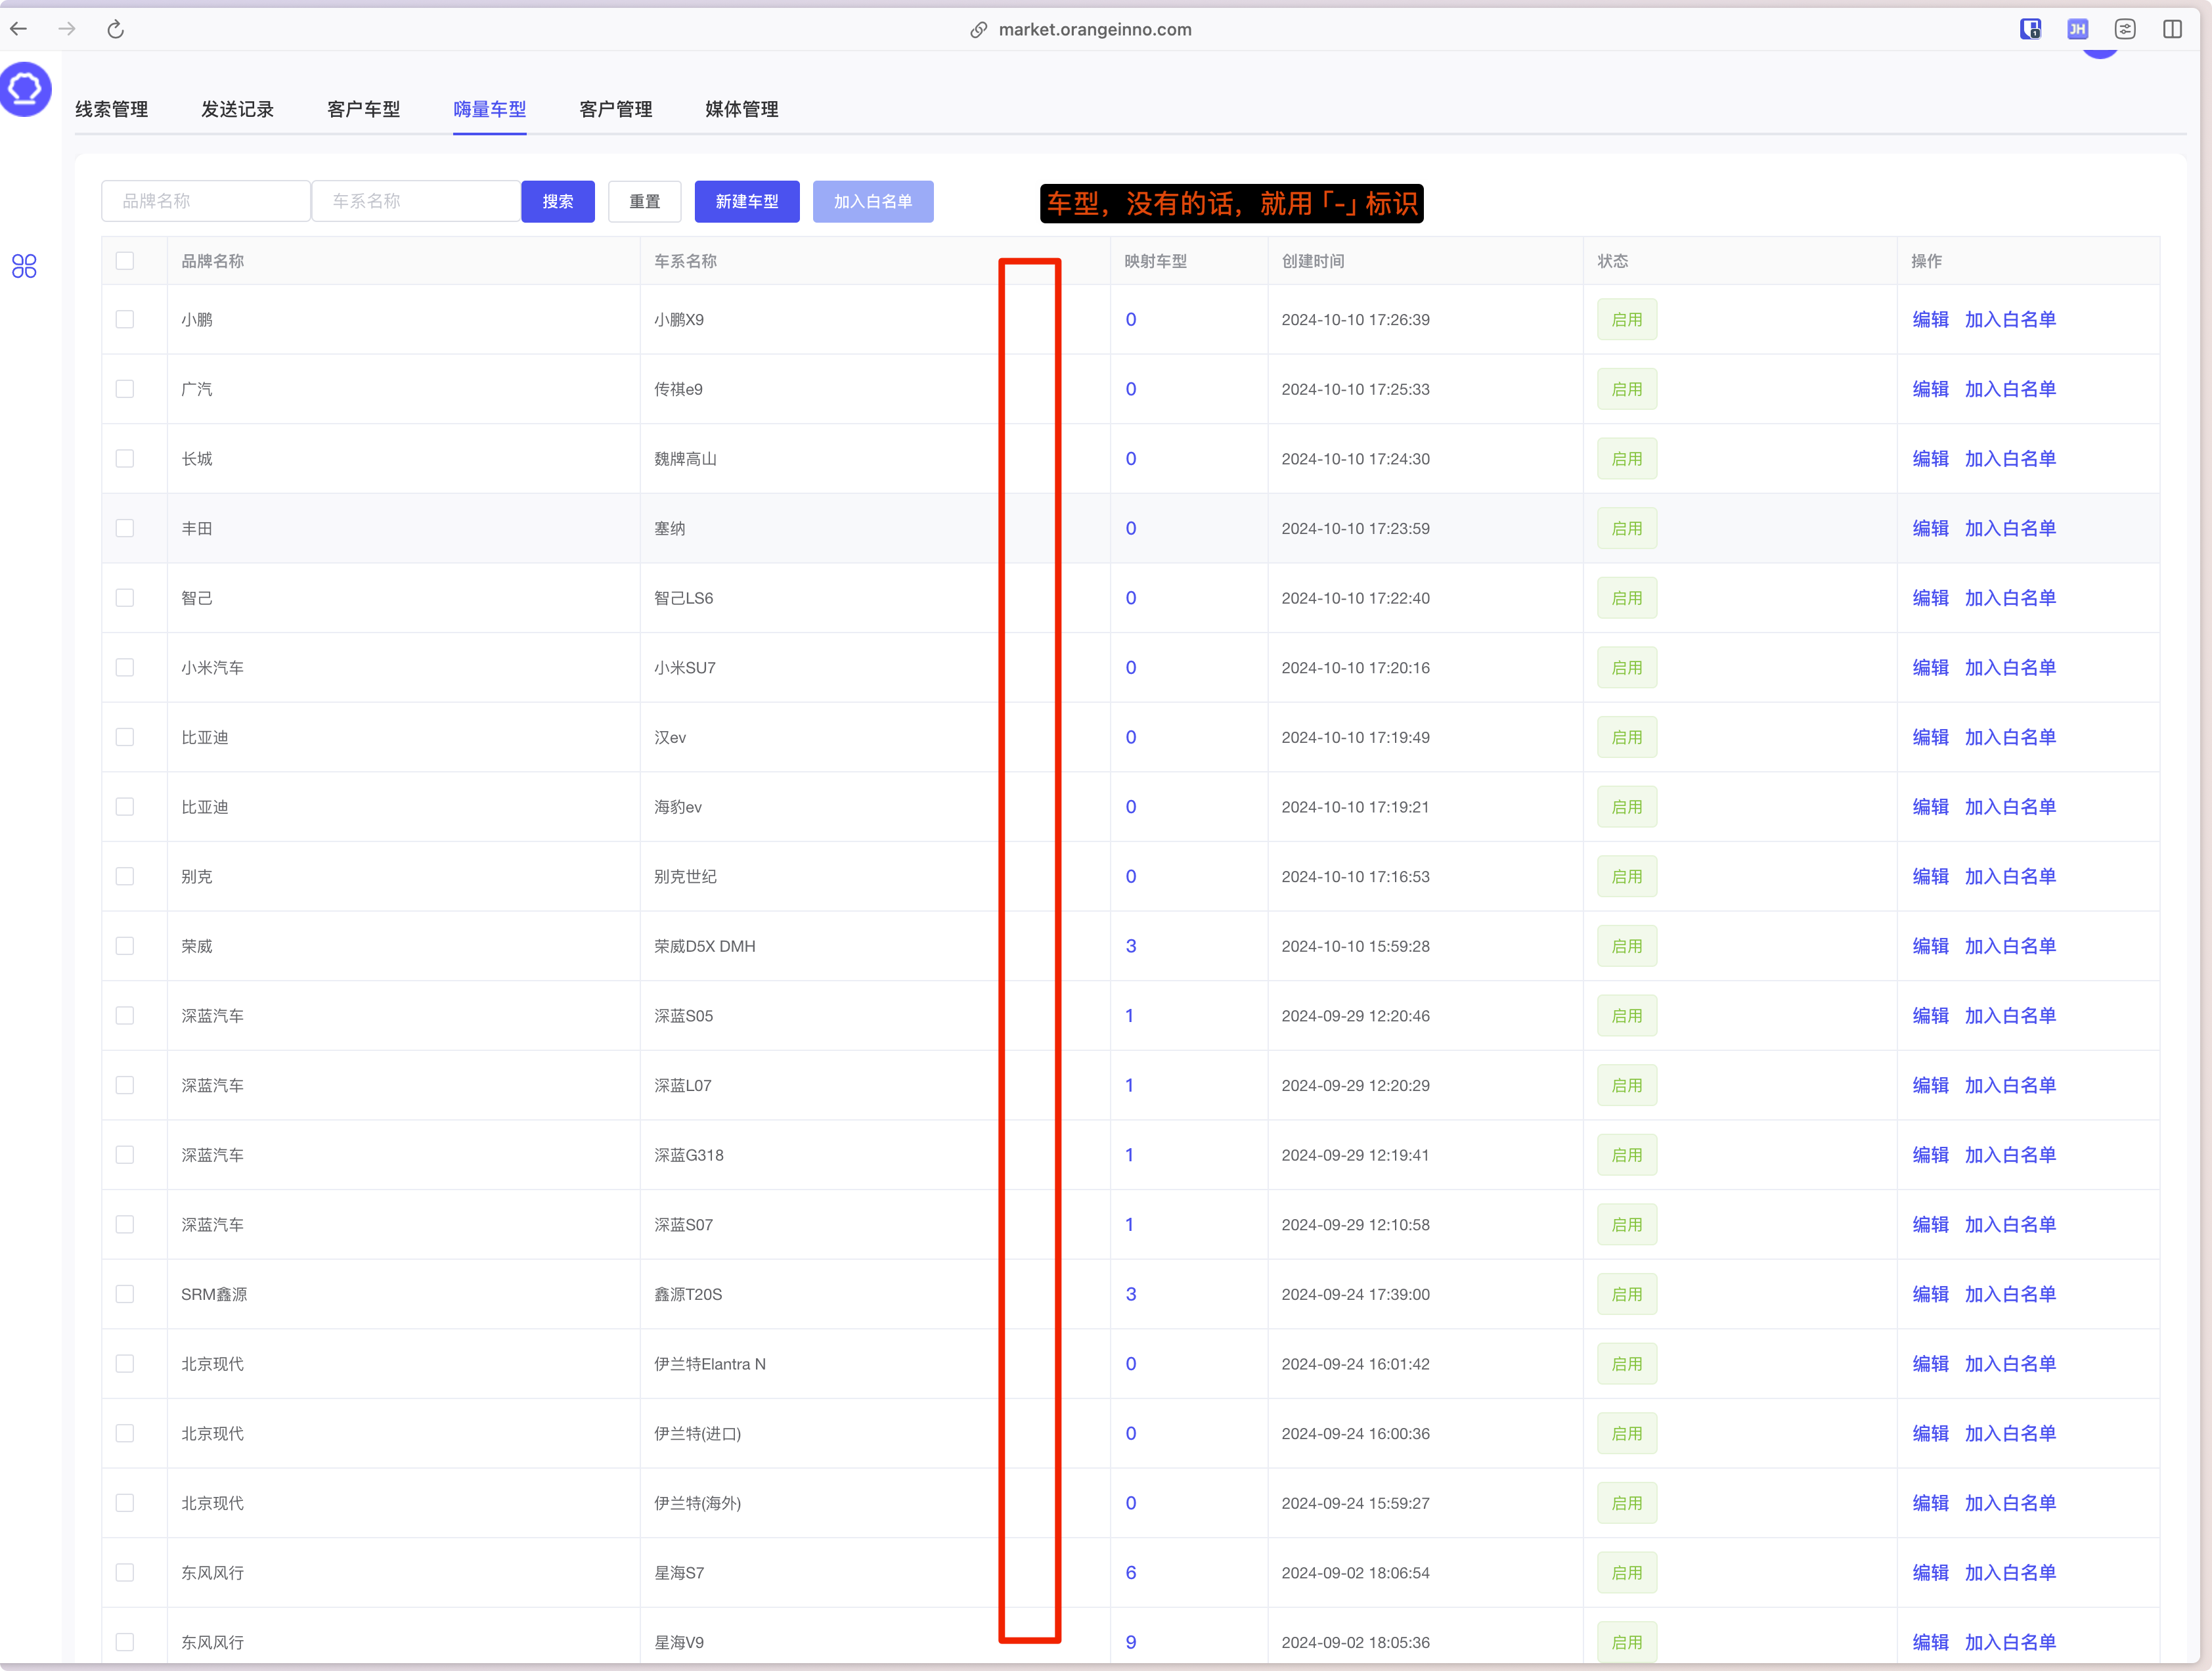 market.orangeinno.com
1
JH
线索管理 发送记录 客户车型 嗨量车型 客户管理 媒体管理
品牌名称 车系名称 搜索 重置 新建车型 加入白名单 车型，没有的话，就用「-」标识
品牌名称 车系名称 映射车型 创建时间 状态 操作
小鹏 小鹏X9 0 2024-10-10 17:26:39 启用 编辑 加入白名单
广汽 传祺e9 0 2024-10-10 17:25:33 启用 编辑 加入白名单
长城 魏牌高山 0 2024-10-10 17:24:30 启用 编辑 加入白名单
丰田 塞纳 0 2024-10-10 17:23:59 启用 编辑 加入白名单
智己 智己LS6 0 2024-10-10 17:22:40 启用 编辑 加入白名单
小米汽车 小米SU7 0 2024-10-10 17:20:16 启用 编辑 加入白名单
比亚迪 汉ev 0 2024-10-10 17:19:49 启用 编辑 加入白名单
比亚迪 海豹ev 0 2024-10-10 17:19:21 启用 编辑 加入白名单
别克 别克世纪 0 2024-10-10 17:16:53 启用 编辑 加入白名单
荣威 荣威D5X DMH 3 2024-10-10 15:59:28 启用 编辑 加入白名单
深蓝汽车 深蓝S05 1 2024-09-29 12:20:46 启用 编辑 加入白名单
深蓝汽车 深蓝L07 1 2024-09-29 12:20:29 启用 编辑 加入白名单
深蓝汽车 深蓝G318 1 2024-09-29 12:19:41 启用 编辑 加入白名单
深蓝汽车 深蓝S07 1 2024-09-29 12:10:58 启用 编辑 加入白名单
SRM鑫源 鑫源T20S 3 2024-09-24 17:39:00 启用 编辑 加入白名单
北京现代 伊兰特Elantra N 0 2024-09-24 16:01:42 启用 编辑 加入白名单
北京现代 伊兰特(进口) 0 2024-09-24 16:00:36 启用 编辑 加入白名单
北京现代 伊兰特(海外) 0 2024-09-24 15:59:27 启用 编辑 加入白名单
东风风行 星海S7 6 2024-09-02 18:06:54 启用 编辑 加入白名单
东风风行 星海V9 9 2024-09-02 18:05:36 启用 编辑 加入白名单